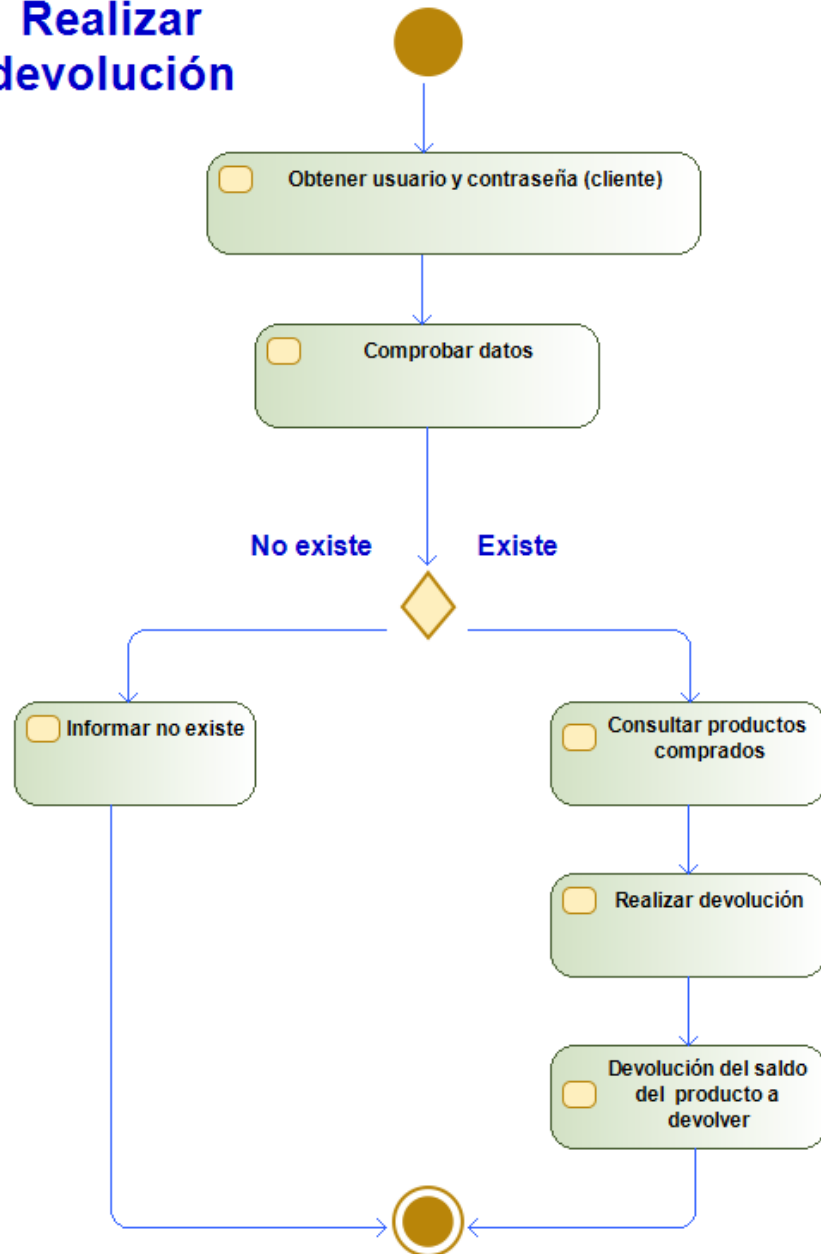 Realizar
devolución
Obtener usuario y contraseña (cliente)
Comprobar datos
No existe
Existe
Informar no existe
Consultar productos
comprados
Realizar devolución
Devolución del saldo
del producto a
devolver